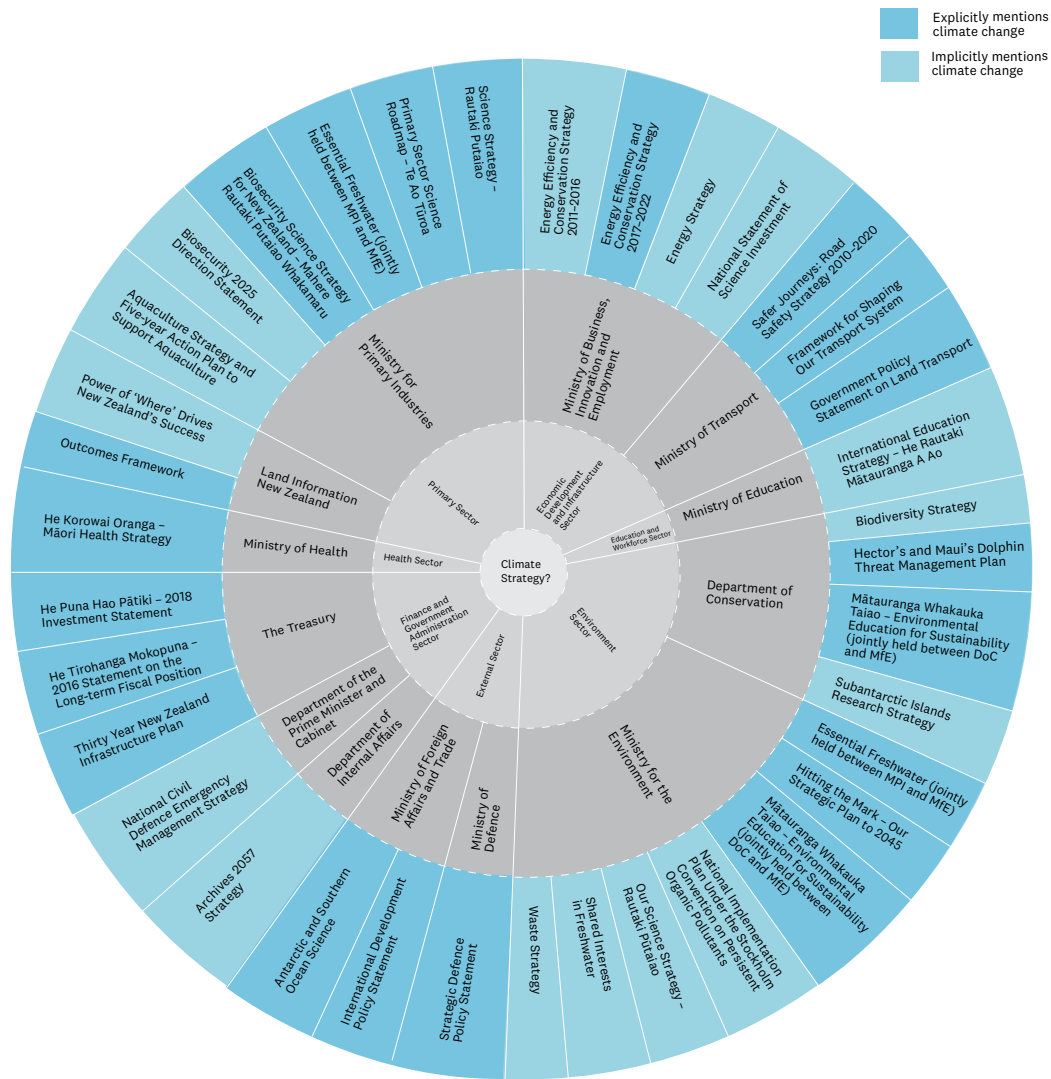 Explicitly mentions
climate change
Implicitly mentions
climate change
Climate
Strategy?
Economic
Development
and Infrastructure
Sector
Education and
Workforce Sector
Environment
Sector
External Sector
Finance and
Government
Administration
Sector
Health Sector
Primary Sector
Ministry of Business,
Innovation and
Employment
Ministry of Transport
Ministry of Education
Department of
Conservation
Ministry for the
Environment
Ministry of
Defence
Ministry of Foreign
Affairs and Trade
Department of
Internal Affairs
Department of the
Prime Minister and
Cabinet
The Treasury
Ministry of Health
Land Information
New Zealand
Ministry for
Primary Industries
Energy Efficiency and
Conservation Strategy
2011–2016
Energy Efficiency and
Conservation Strategy
2017–2022
Energy Strategy
National Statement of
Science Investment
Safer Journeys: Road
Safety Strategy 2010–2020
Framework for Shaping
Our Transport System
Government Policy
Statement on Land Transport
International Education
Strategy – He Rautaki
Mātauranga A Ao
Biodiversity Strategy
Hector's and Maui's Dolphin
Threat Management Plan
Mātauranga Whakauka
Taiao – Environmental
Education for Sustainability
(jointly held between DoC
and MfE)
Subantarctic Islands
Research Strategy
Essential Freshwater (jointly
held between MPI and MfE)
Hitting the Mark – Our
Strategic Plan to 2045
Mātauranga Whakauka
Taiao – Environmental
Education for Sustainability
(jointly held between
DoC and MfE)
National Implementation
Plan Under the Stockholm
Convention on Persistent
Organic Pollutants
Our Science Strategy –
Rautaki Pūtaiao
Shared Interests
in Freshwater
Waste Strategy
Strategic Defence
Policy Statement
International Development
Policy Statement
Antarctic and Southern
Ocean Science
Archives 2057
Strategy
National Civil
Defence Emergency
Management Strategy
Thirty Year New Zealand
Infrastructure Plan
He Tirohanga Mokopuna –
2016 Statement on the
Long-term Fiscal Position
He Puna Hao Pātiki – 2018
Investment Statement
He Korowai Oranga –
Māori Health Strategy
Outcomes Framework
Power of 'Where' Drives
New Zealand's Success
Aquaculture Strategy and
Five-year Action Plan to
Support Aquaculture
Biosecurity 2025
Direction Statement
Biosecurity Science Strategy
for New Zealand – Mahere
Rautaki Putaiao Whakamaru
Essential Freshwater (jointly
held between MPI and MfE)
Primary Sector Science
Roadmap – Te Ao Tūroa
Science Strategy –
Rautaki Putaiao